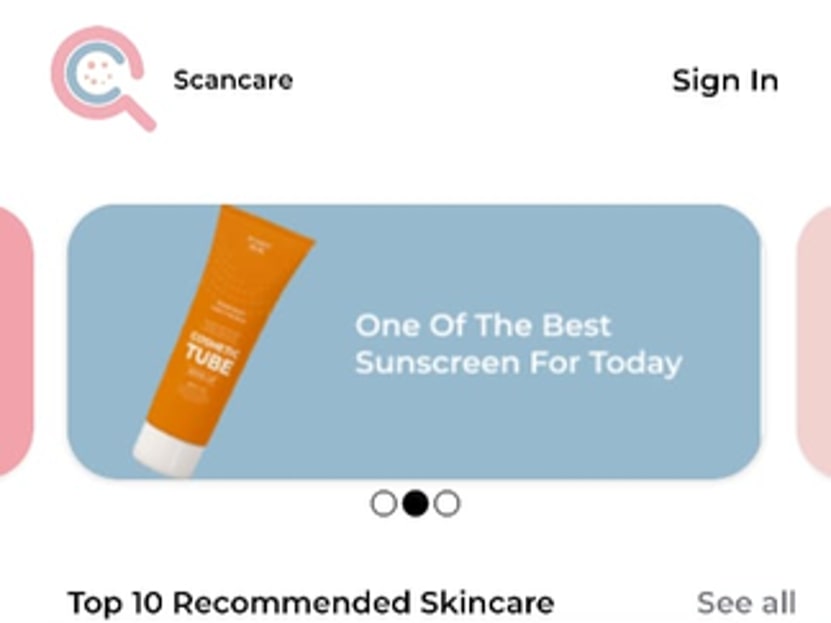 Scancare
Sign In
COSMETIC
TUBE
One Of The Best
Sunscreen For Today
Top 10 Recommended Skincare
See all